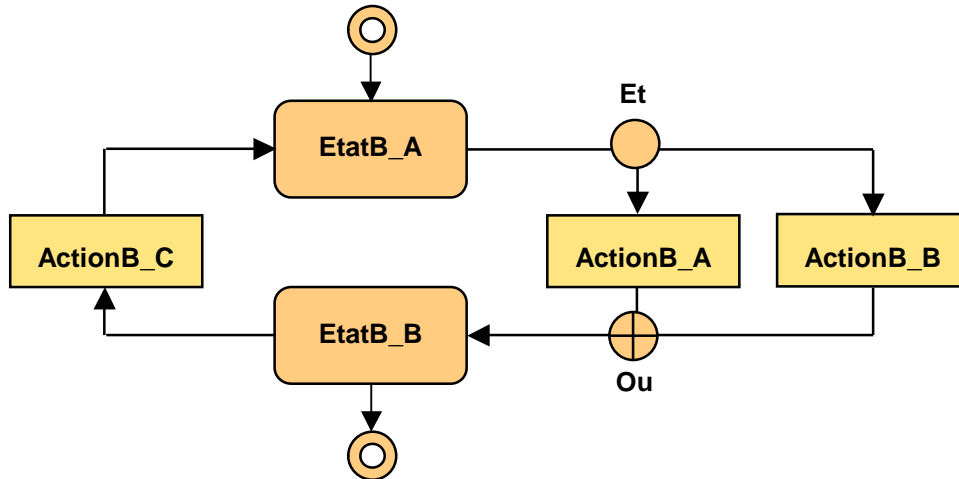 Et
EtatB_A
ActionB_C
ActionB_A
ActionB_B
EtatB_B
Ou